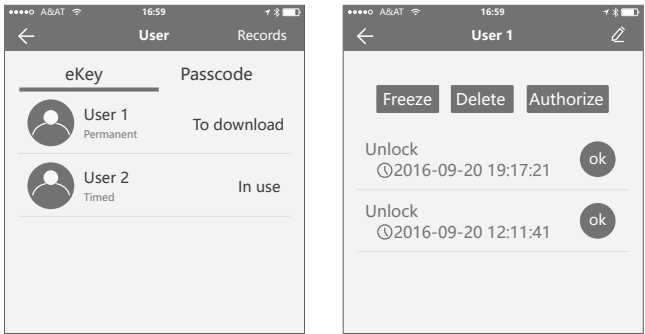 A&AT 16:59
User Records
eKey Passcode
User 1
Permanent
To download
User 2
Timed
In use
A&AT 16:59
User 1
Freeze Delete Authorize
Unlock
2016-09-20 19:17:21
ok
Unlock
2016-09-20 12:11:41
ok